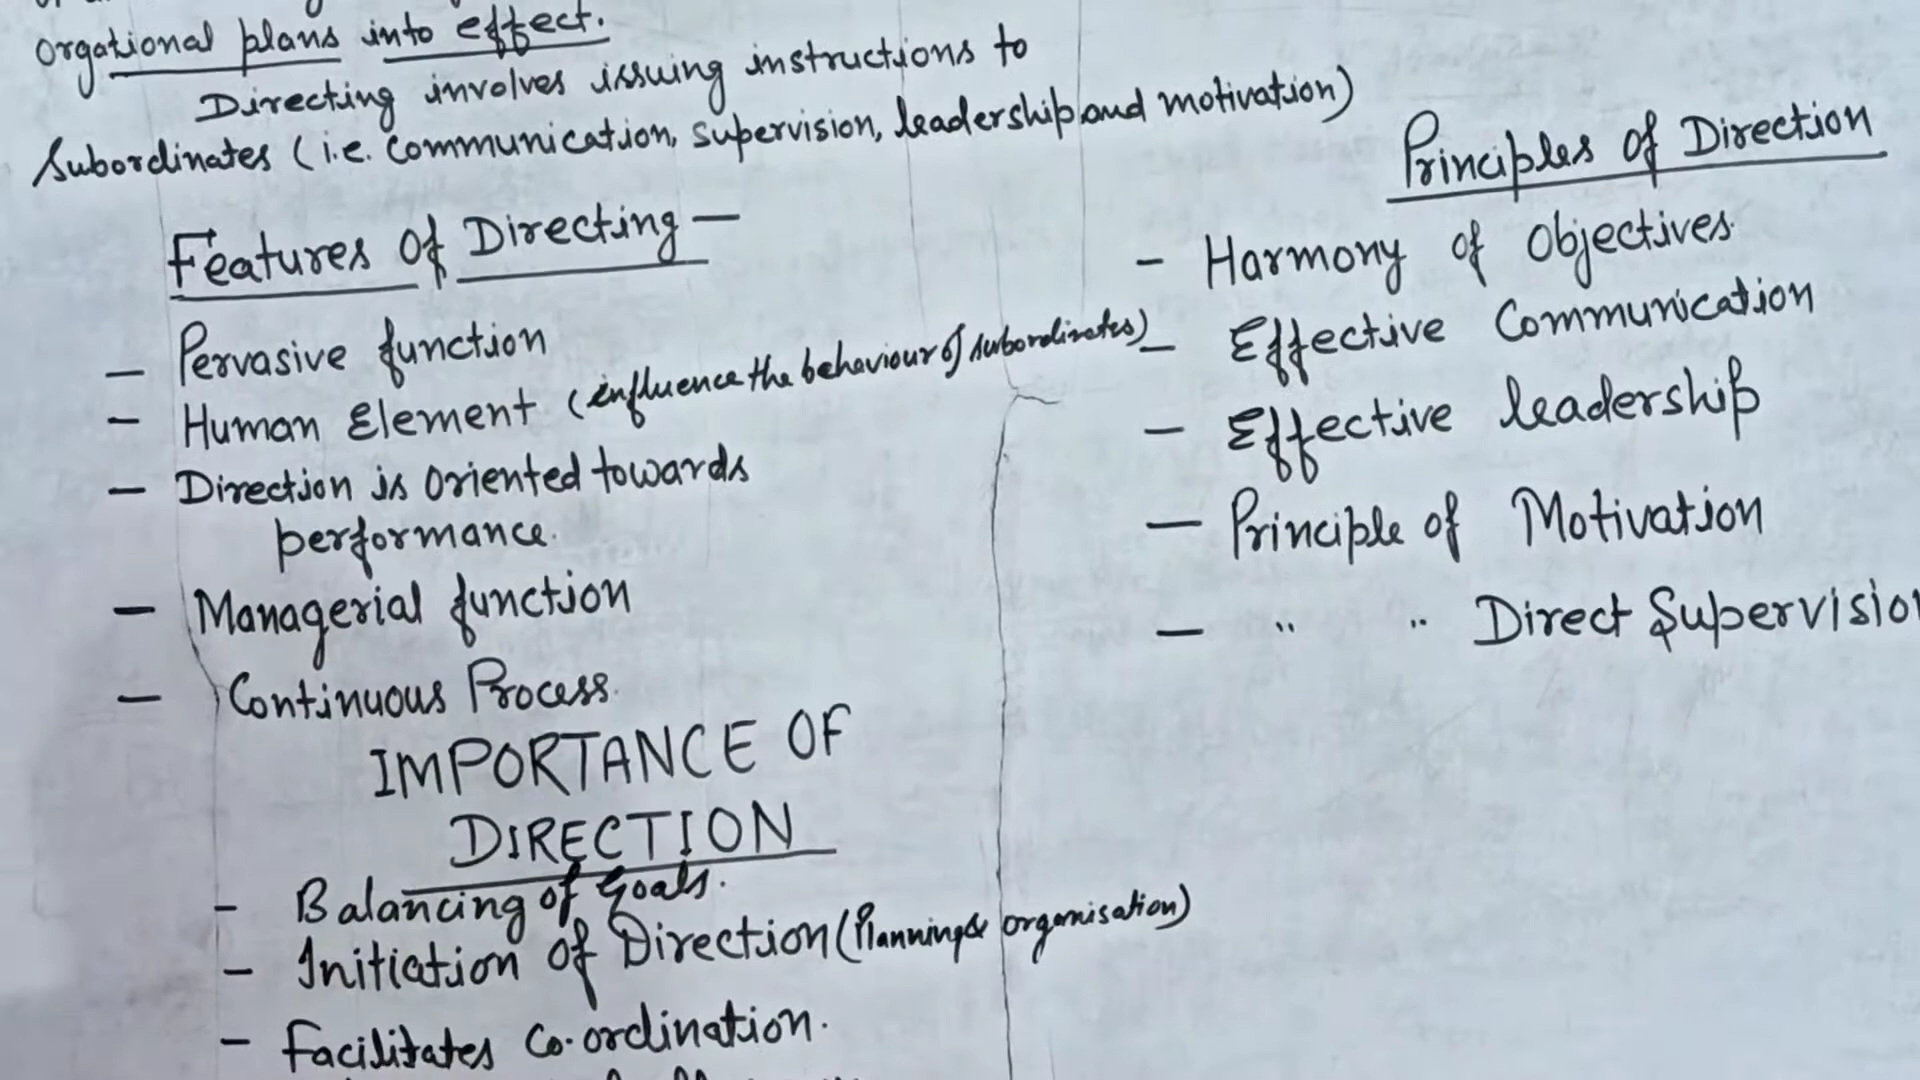 orgational plans into effect.
Directing involves issuing instructions to
Subordinates (i.e. Communication, supervision, leadership and motivation)
Features Of Directing —
— Pervasive function
— Human Element (influence the behaviour of subordinates)
— Direction is Oriented towards
performance.
— Managerial function
— Continuous Process.
IMPORTANCE OF
DIRECTION
- Balancing of Goals.
- Initiation of Direction (Planning & organisation)
- Facilitates Co-ordination.
Principles of Direction
- Harmony of Objectives.
- Effective Communication
- Effective leadership
— Principle of Motivation
— " " Direct Supervision